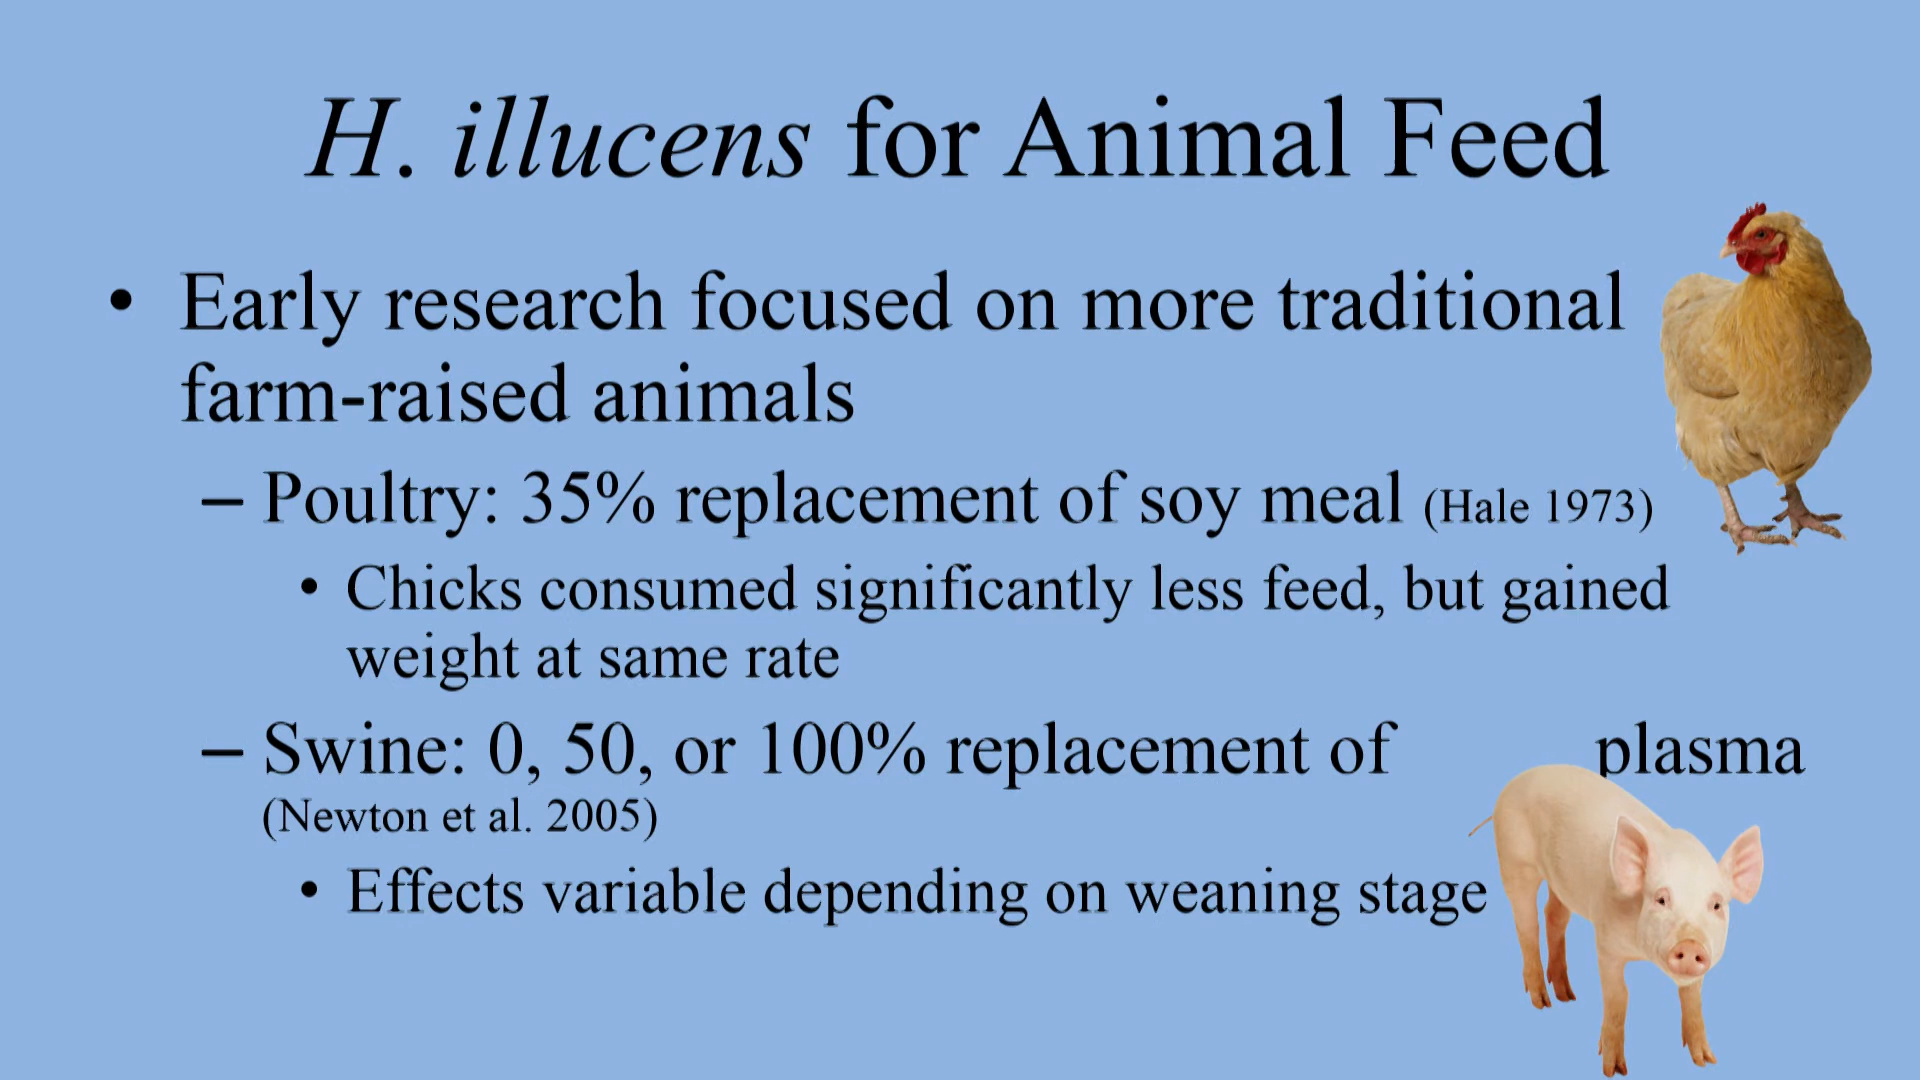 H. illucens for Animal Feed
• Early research focused on more traditional
farm-raised animals
– Poultry: 35% replacement of soy meal (Hale 1973)
• Chicks consumed significantly less feed, but gained
weight at same rate
– Swine: 0, 50, or 100% replacement of plasma
(Newton et al. 2005)
• Effects variable depending on weaning stage